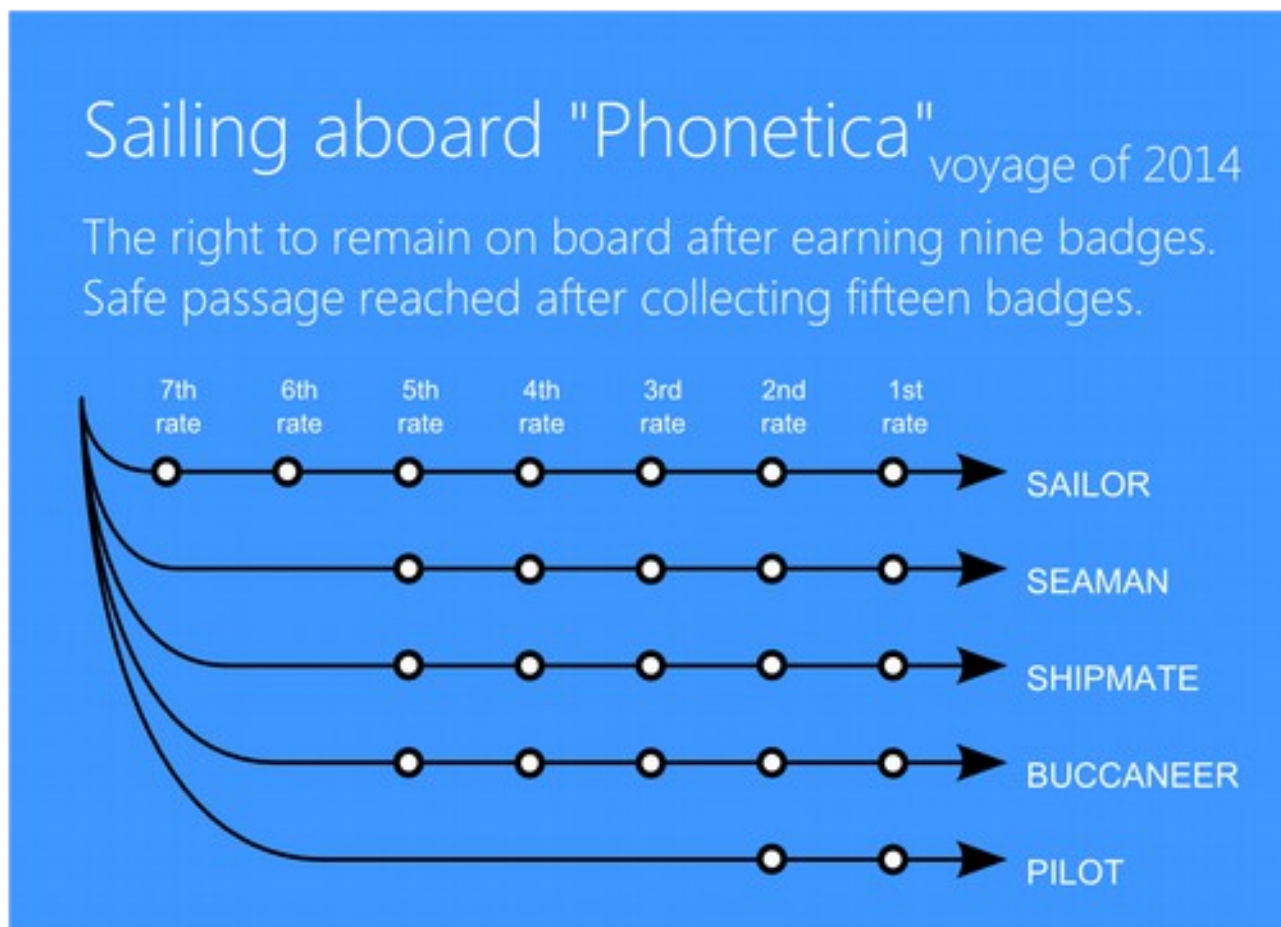 Sailing aboard "Phonetica" voyage of 2014
The right to remain on board after earning nine badges.
Safe passage reached after collecting fifteen badges.
7th rate
6th rate
5th rate
4th rate
3rd rate
2nd rate
1st rate
SAILOR
SEAMAN
SHIPMATE
BUCCANEER
PILOT